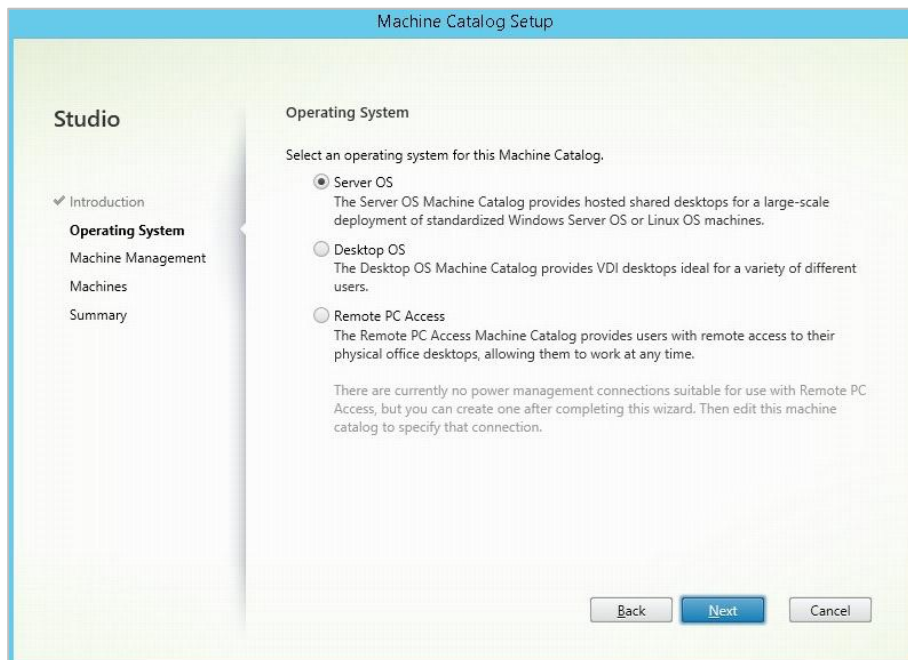 Machine Catalog Setup
Studio
✔ Introduction
Operating System
Machine Management
Machines
Summary
Operating System
Select an operating system for this Machine Catalog.
Server OS
The Server OS Machine Catalog provides hosted shared desktops for a large-scale
deployment of standardized Windows Server OS or Linux OS machines.
Desktop OS
The Desktop OS Machine Catalog provides VDI desktops ideal for a variety of different
users.
Remote PC Access
The Remote PC Access Machine Catalog provides users with remote access to their
physical office desktops, allowing them to work at any time.
There are currently no power management connections suitable for use with Remote PC
Access, but you can create one after completing this wizard. Then edit this machine
catalog to specify that connection.
Back
Next
Cancel